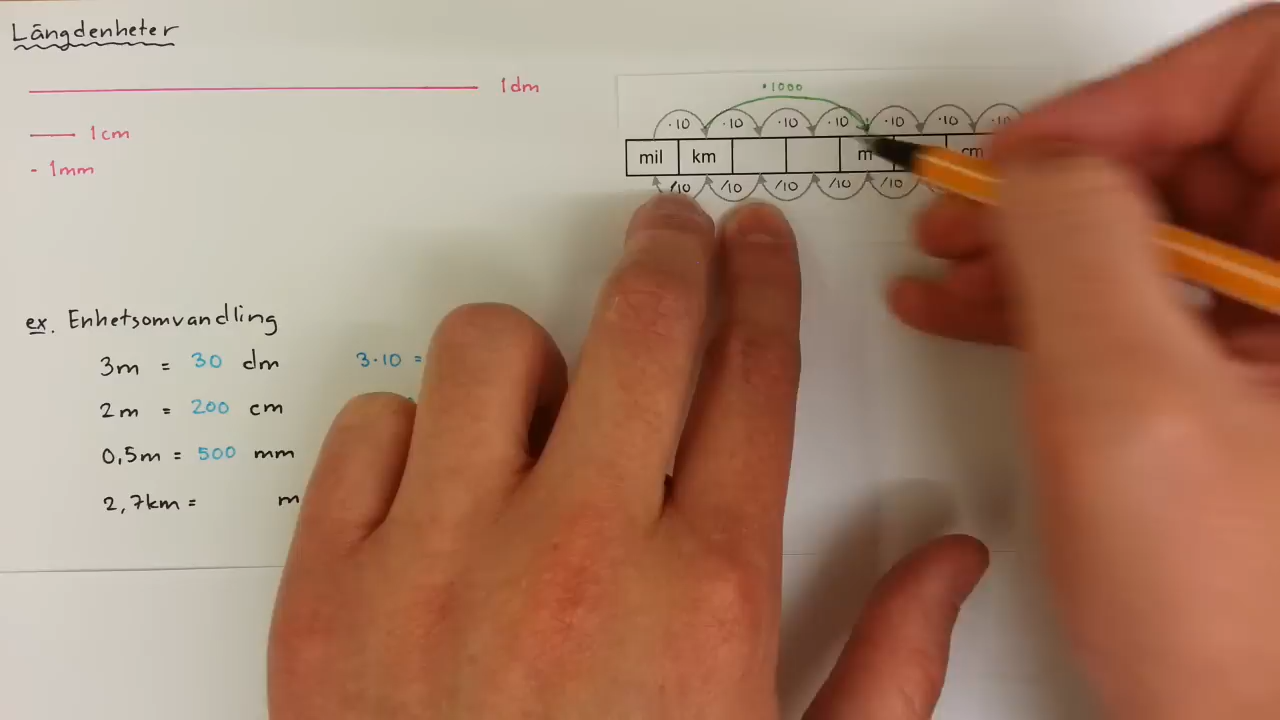 Längdenheter
1dm
1cm
- 1mm
·1000
·10 ·10 ·10 ·10 ·10 ·10 ·10
mil km m cm
/10 /10 /10 /10 /10
ex. Enhetsomvandling
3m = 30 dm 3·10 =
2m = 200 cm
0,5m = 500 mm
2,7km = m